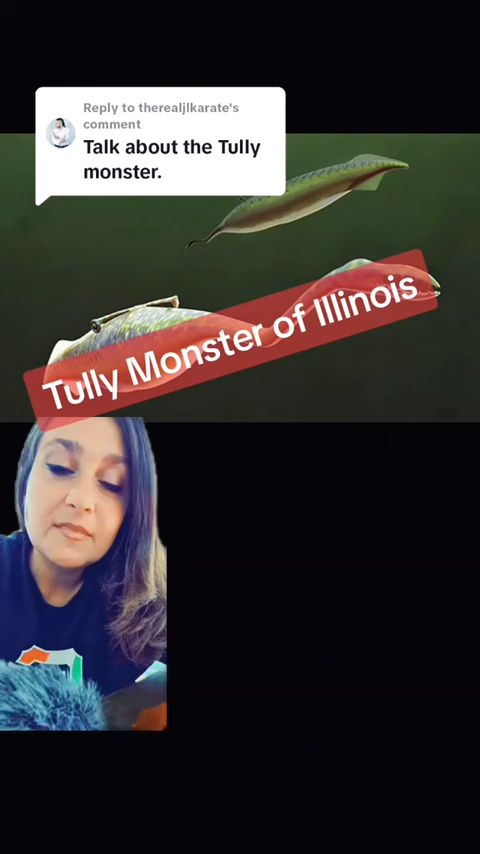 Reply to therealjlkarate's
comment
Talk about the Tully
monster.
Tully Monster of Illinois